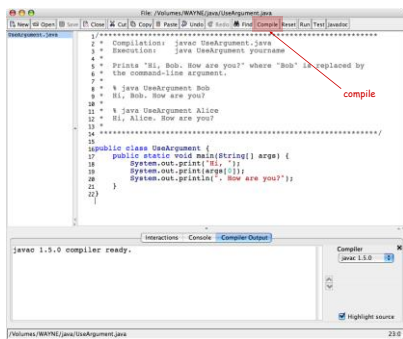 File: /Volumes/WAYNE/java/UseArgument.java
New Open Save Close Cut Copy Paste Undo Redo Find Compile Reset Run Test Javadoc
UseArgument.java
1 /******************************************************************
2 * Compilation: javac UseArgument.java
3 * Execution: java UseArgument yourname
4 *
5 * Prints "Hi, Bob. How are you?" where "Bob" is replaced by
6 * the command-line argument.
7 *
8 * % java UseArgument Bob
9 * Hi, Bob. How are you?
10 *
11 * % java UseArgument Alice
12 * Hi, Alice. How are you?
13 *
14 ******************************************************************/
15
16 public class UseArgument {
17 public static void main(String[] args) {
18 System.out.print("Hi, ");
19 System.out.print(args[0]);
20 System.out.println(". How are you?");
21 }
22 }
compile
Interactions Console Compiler Output
javac 1.5.0 compiler ready.
Compiler
javac 1.5.0
Highlight source
/Volumes/WAYNE/java/UseArgument.java 23:0